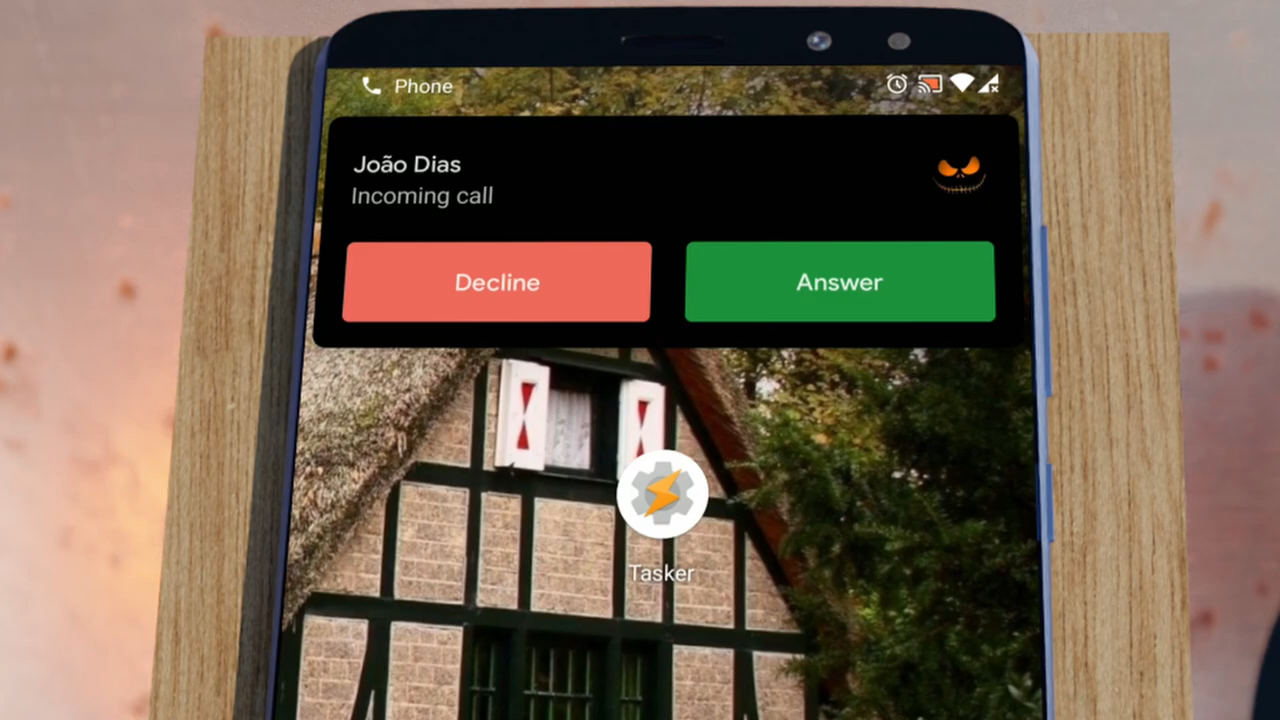 Phone
João Dias
Incoming call
Decline
Answer
Tasker